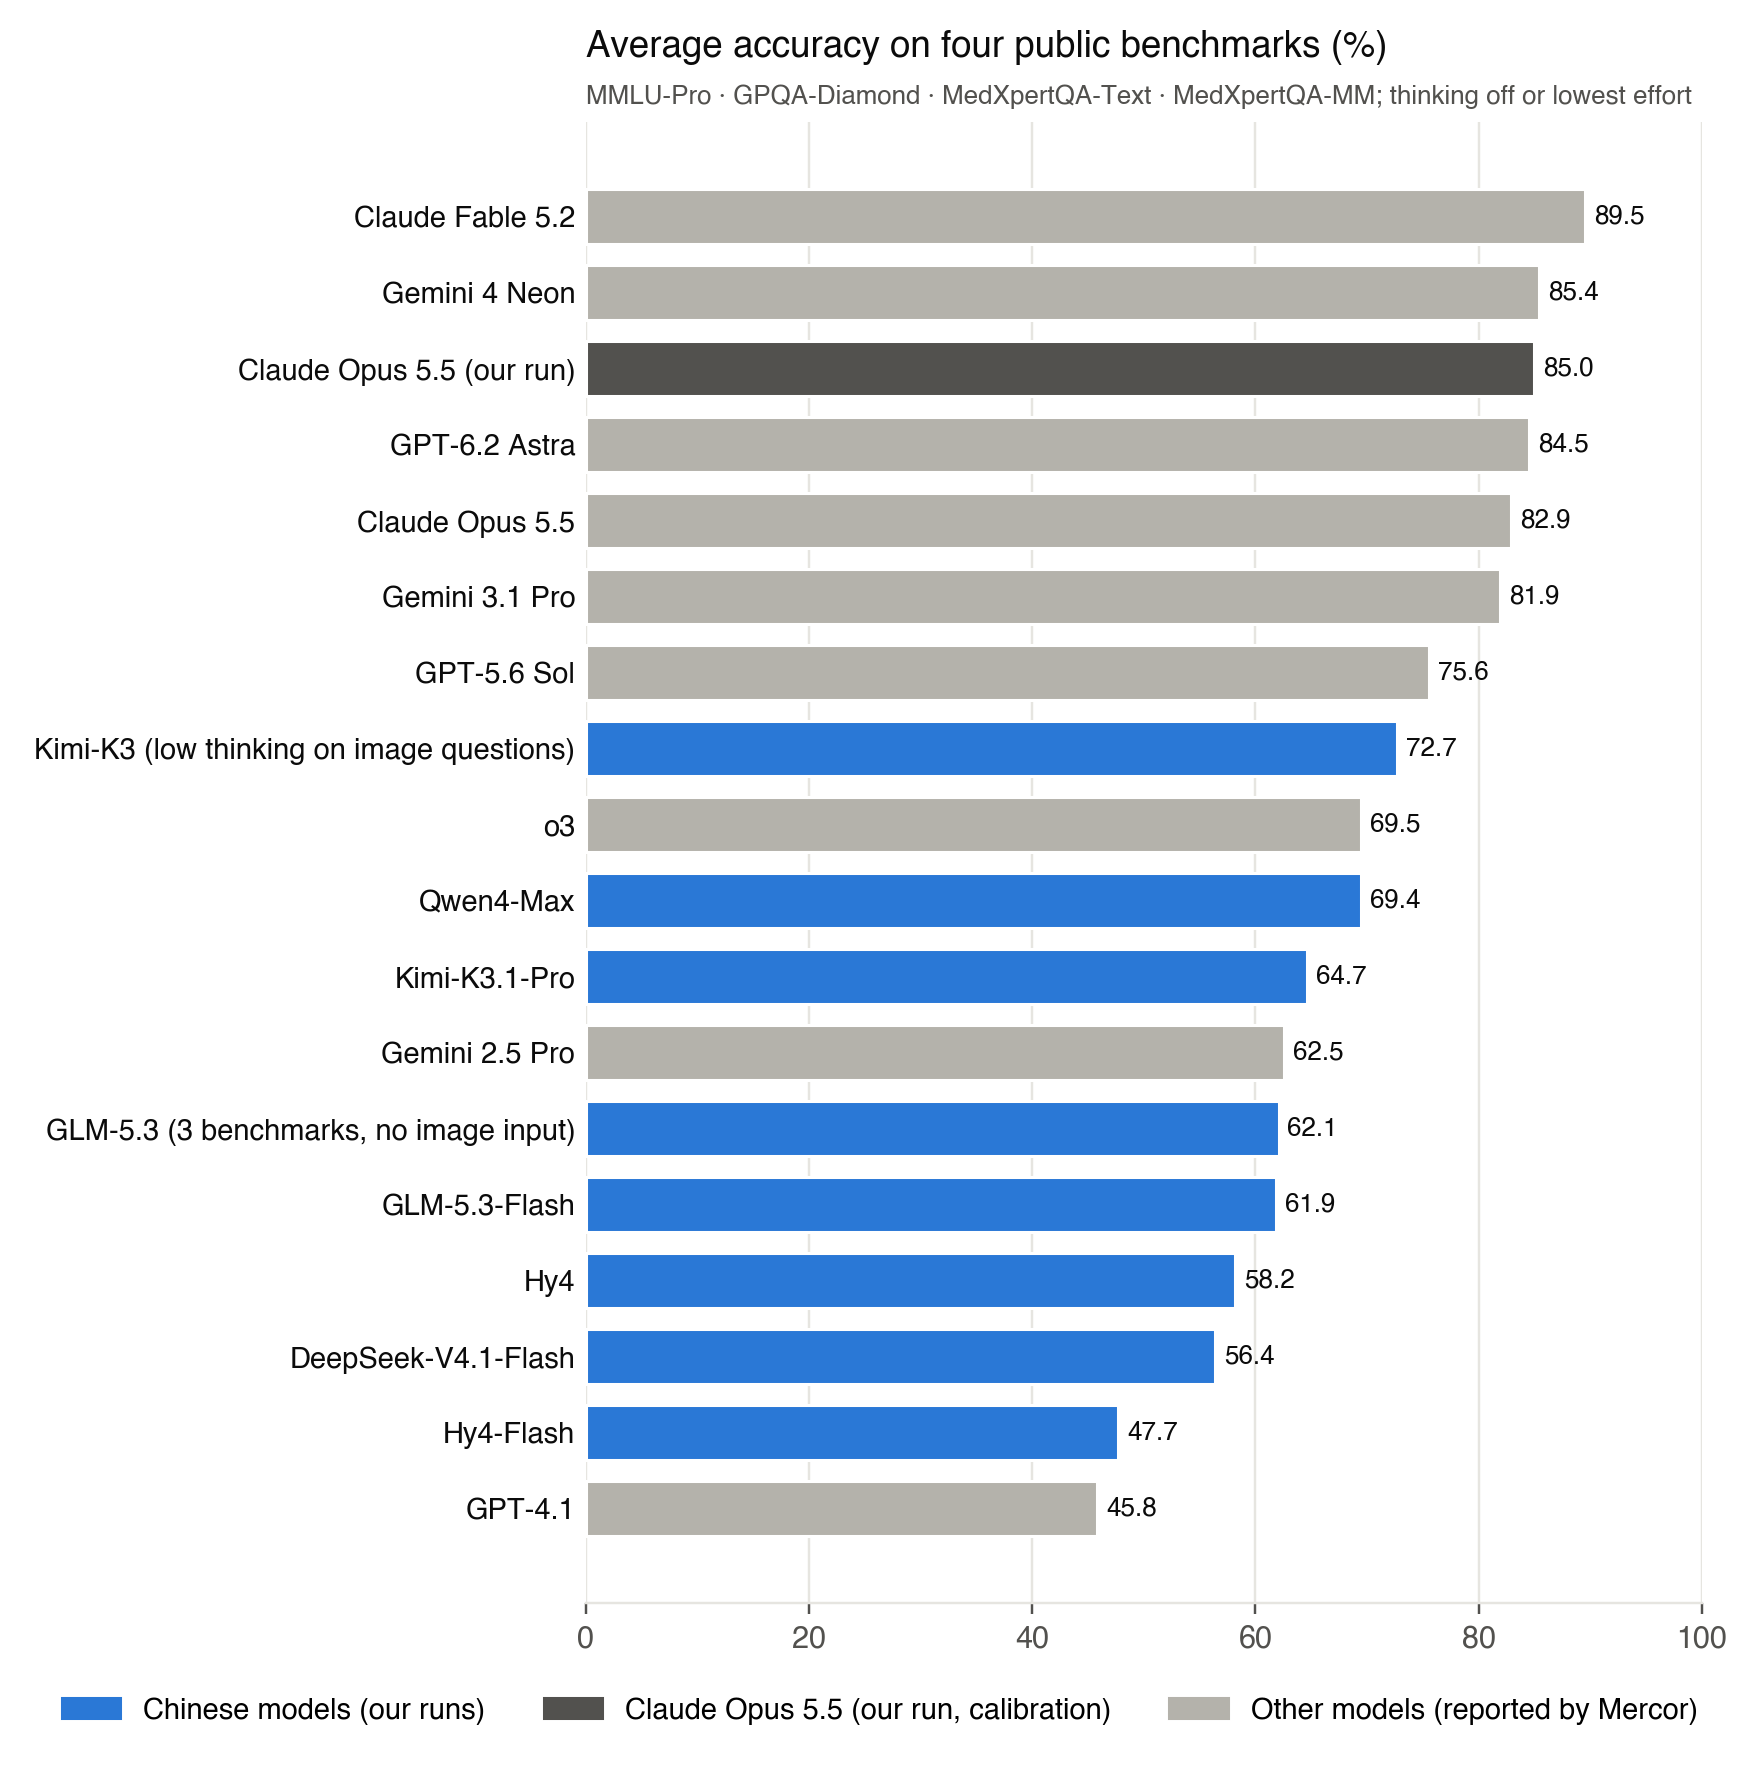 Average accuracy on four public benchmarks (%)
MMLU-Pro · GPQA-Diamond · MedXpertQA-Text · MedXpertQA-MM; thinking off or lowest effort
Claude Fable 5.2 89.5
Gemini 4 Neon 85.4
Claude Opus 5.5 (our run) 85.0
GPT-6.2 Astra 84.5
Claude Opus 5.5 82.9
Gemini 3.1 Pro 81.9
GPT-5.6 Sol 75.6
Kimi-K3 (low thinking on image questions) 72.7
o3 69.5
Qwen4-Max 69.4
Kimi-K3.1-Pro 64.7
Gemini 2.5 Pro 62.5
GLM-5.3 (3 benchmarks, no image input) 62.1
GLM-5.3-Flash 61.9
Hy4 58.2
DeepSeek-V4.1-Flash 56.4
Hy4-Flash 47.7
GPT-4.1 45.8
0 20 40 60 80 100
Chinese models (our runs) Claude Opus 5.5 (our run, calibration) Other models (reported by Mercor)